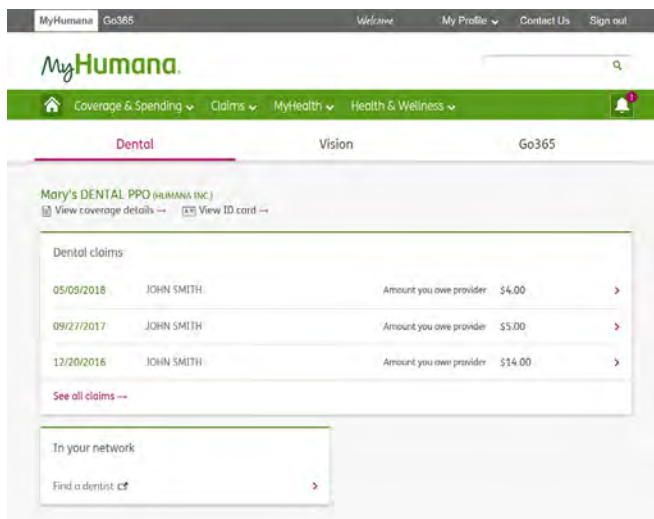 MyHumana Go365 Welcome My Profile Contact Us Sign out
MyHumana.
Coverage & Spending Claims MyHealth Health & Wellness
Dental Vision Go365
Mary's DENTAL PPO (HUMANA INC.)
View coverage details → View ID card →
Dental claims
05/09/2018 JOHN SMITH Amount you owe provider $4.00
09/27/2017 JOHN SMITH Amount you owe provider $5.00
12/20/2016 JOHN SMITH Amount you owe provider $14.00
See all claims →
In your network
Find a dentist